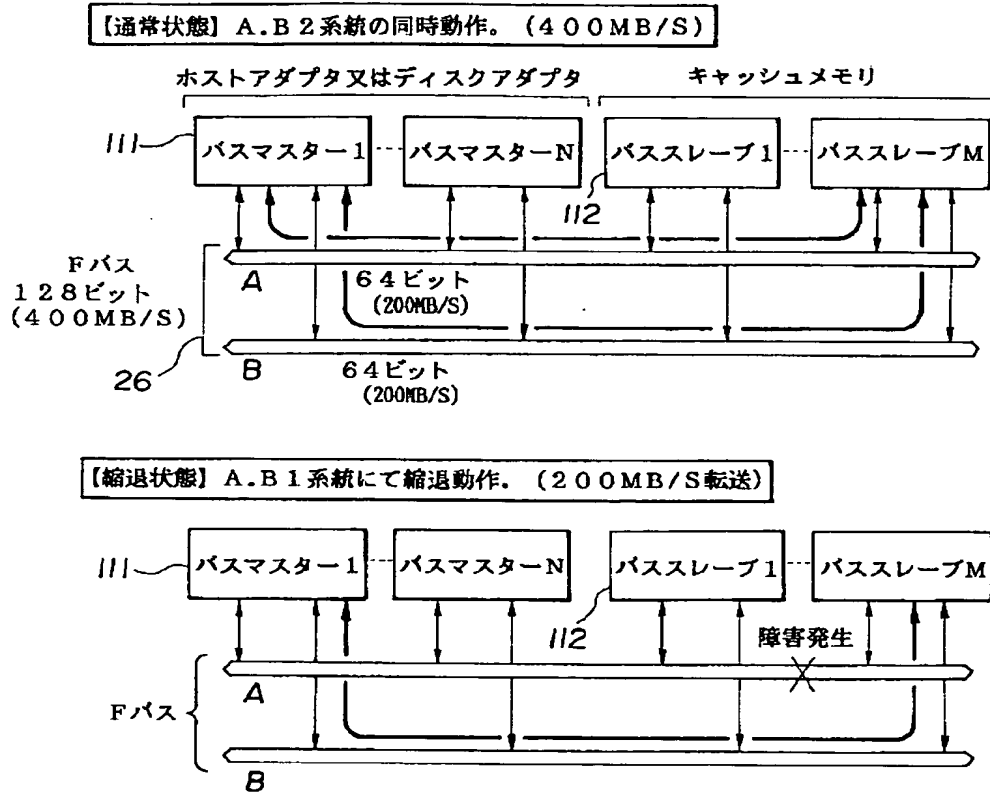 【通常状態】 A．B２系統の同時動作。（４００MB/S）
ホストアダプタ又はディスクアダプタ
キャッシュメモリ
111
バスマスター１
バスマスターN
バススレーブ１
バススレーブM
112
Fバス
１２８ビット
（４００MB/S）
A
６４ビット
(200MB/S)
26
B
６４ビット
(200MB/S)
【縮退状態】 A．B１系統にて縮退動作。（２００MB/S転送）
111
バスマスター１
バスマスターN
バススレーブ１
バススレーブM
112
障害発生
A
Fバス
B